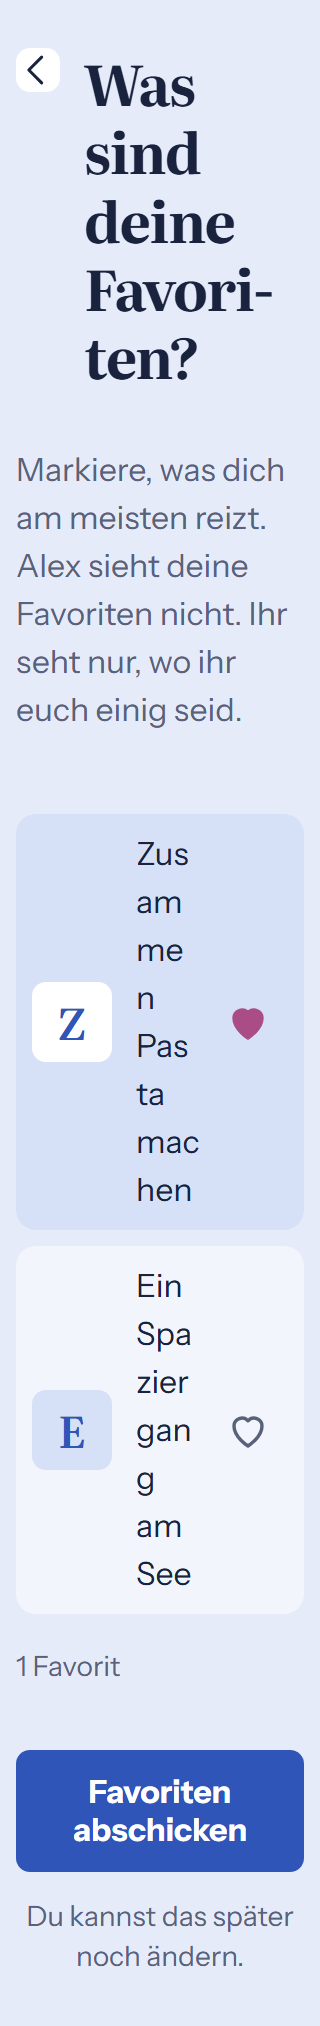 Was
sind
deine
Favori-
ten?
Markiere, was dich
am meisten reizt.
Alex sieht deine
Favoriten nicht. Ihr
seht nur, wo ihr
euch einig seid.
Z
Zus
am
me
n
Pas
ta
mac
hen
E
Ein
Spa
zier
gan
g
am
See
1 Favorit
Favoriten
abschicken
Du kannst das später
noch ändern.